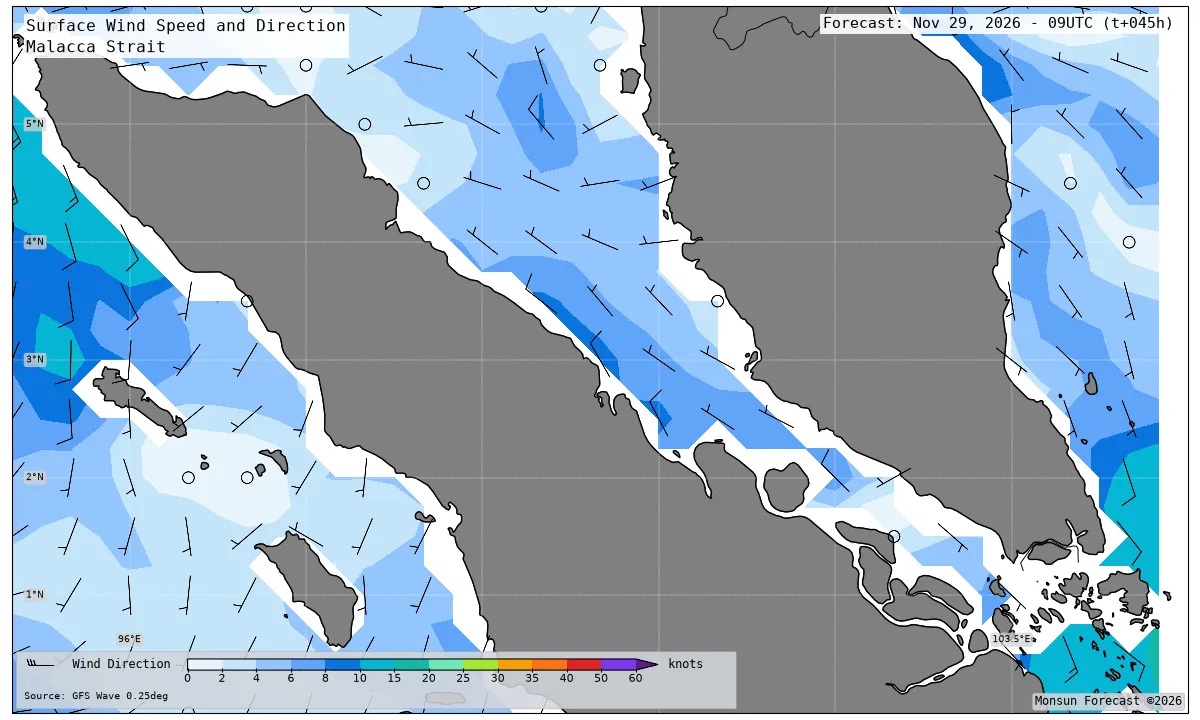 Surface Wind Speed and Direction
Malacca Strait
Forecast: Nov 29, 2026 - 09UTC (t+045h)
5°N
4°N
3°N
2°N
1°N
96°E
103.5°E
Wind Direction
knots
0 2 4 6 8 10 15 20 25 30 35 40 50 60
Source: GFS Wave 0.25deg
Monsun Forecast ©2026